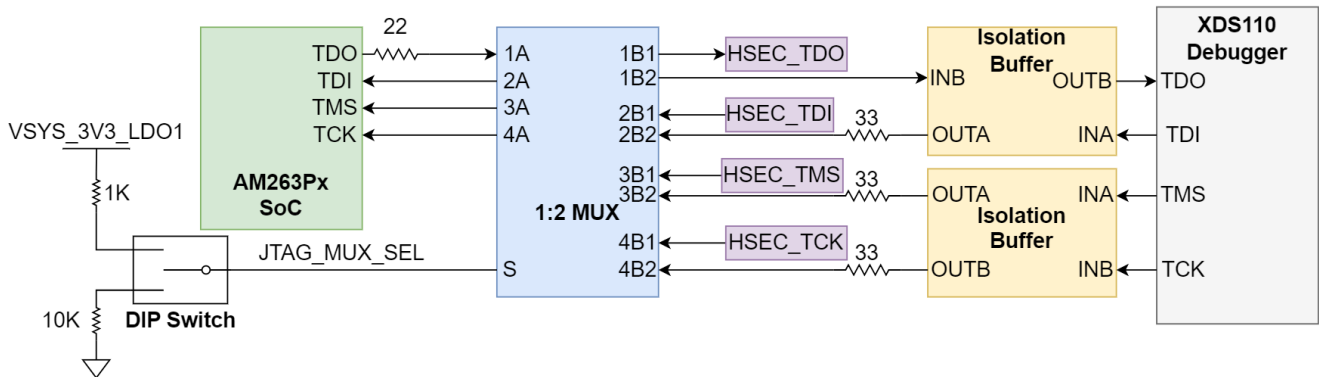 22
TDO
TDI
TMS
TCK
AM263Px
SoC
VSYS_3V3_LDO1
1K
10K
DIP Switch
JTAG_MUX_SEL
1A
2A
3A
4A
1:2 MUX
S
1B1
1B2
2B1
2B2
3B1
3B2
4B1
4B2
HSEC_TDO
HSEC_TDI
33
HSEC_TMS
33
HSEC_TCK
33
Isolation
Buffer
INB
OUTB
OUTA
INA
OUTA
INA
Isolation
Buffer
OUTB
INB
XDS110
Debugger
TDO
TDI
TMS
TCK